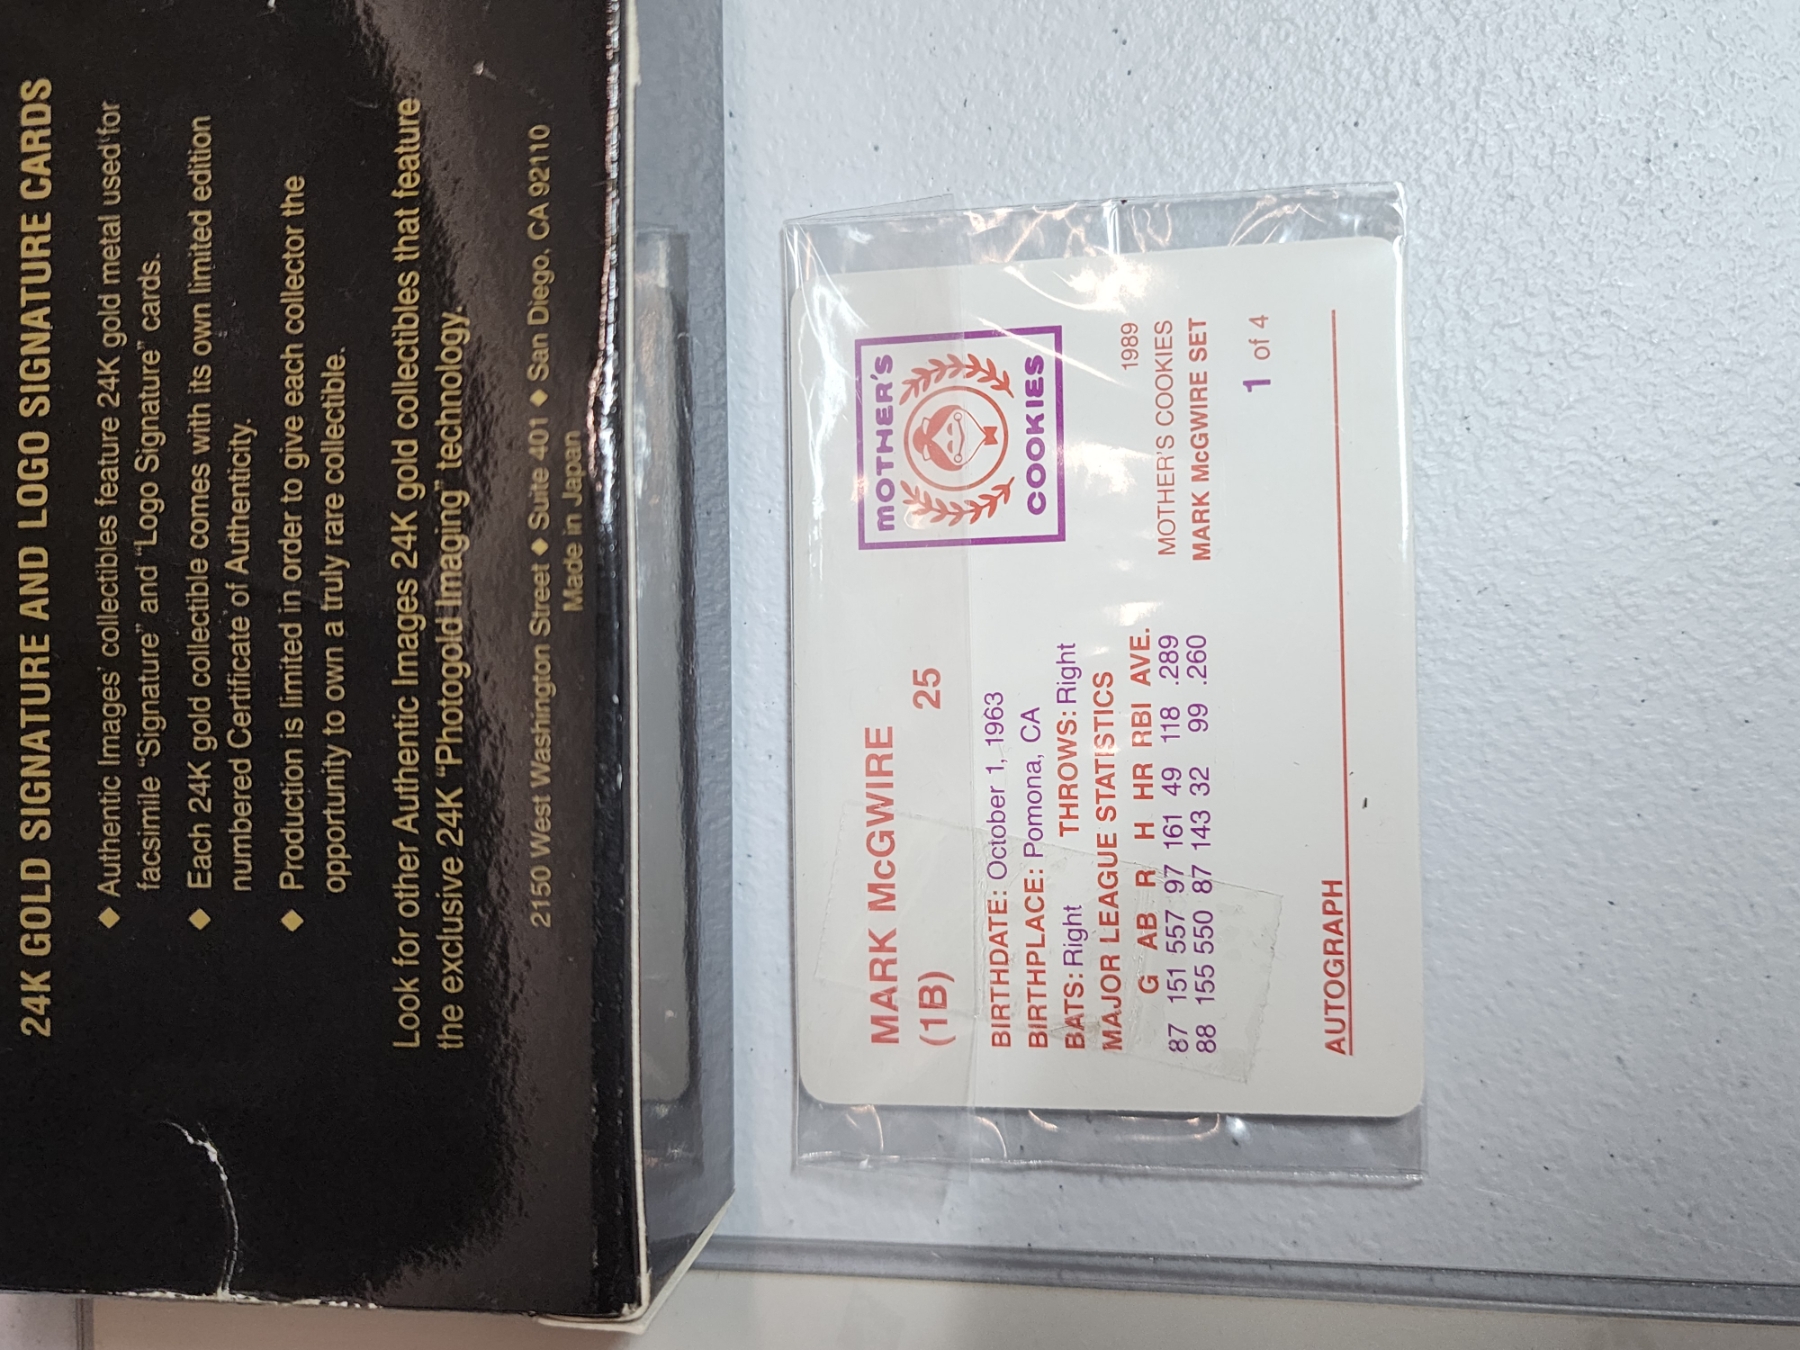 24K GOLD SIGNATURE AND LOGO SIGNATURE CARDS
◆ Authentic Images' collectibles feature 24K gold metal used for
facsimile “Signature” and “Logo Signature” cards.
◆ Each 24K gold collectible comes with its own limited edition
numbered Certificate of Authenticity.
◆ Production is limited in order to give each collector the
opportunity to own a truly rare collectible.
Look for other Authentic Images 24K gold collectibles that feature
the exclusive 24K “Photogold Imaging” technology.
2150 West Washington Street ◆ Suite 401 ◆ San Diego, CA 92110
Made in Japan
MARK McGWIRE
(1B) 25
BIRTHDATE: October 1, 1963
BIRTHPLACE: Pomona, CA
BATS: Right THROWS: Right
MAJOR LEAGUE STATISTICS
G AB R H HR RBI AVE.
87 151 557 97 161 49 118 .289
88 155 550 87 143 32 99 .260
MOTHER'S
COOKIES
1989
MOTHER'S COOKIES
MARK McGWIRE SET
1 of 4
AUTOGRAPH